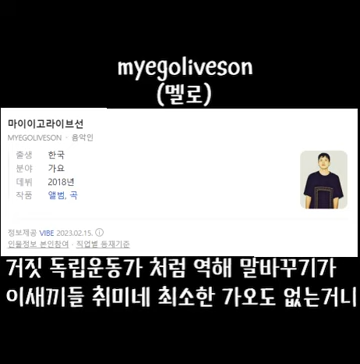 myegoliveson
(멜로)
마이이고라이브선
MYEGOLIVESON · 음악인
출생 한국
분야 가요
데뷔 2018년
작품 앨범, 곡
정보제공 VIBE 2023.02.15. ⓘ
인물정보 본인참여 · 직업별 등재기준
거짓 독립운동가 처럼 역해 말바꾸기가
이새끼들 취미네 최소한 가오도 없는거니